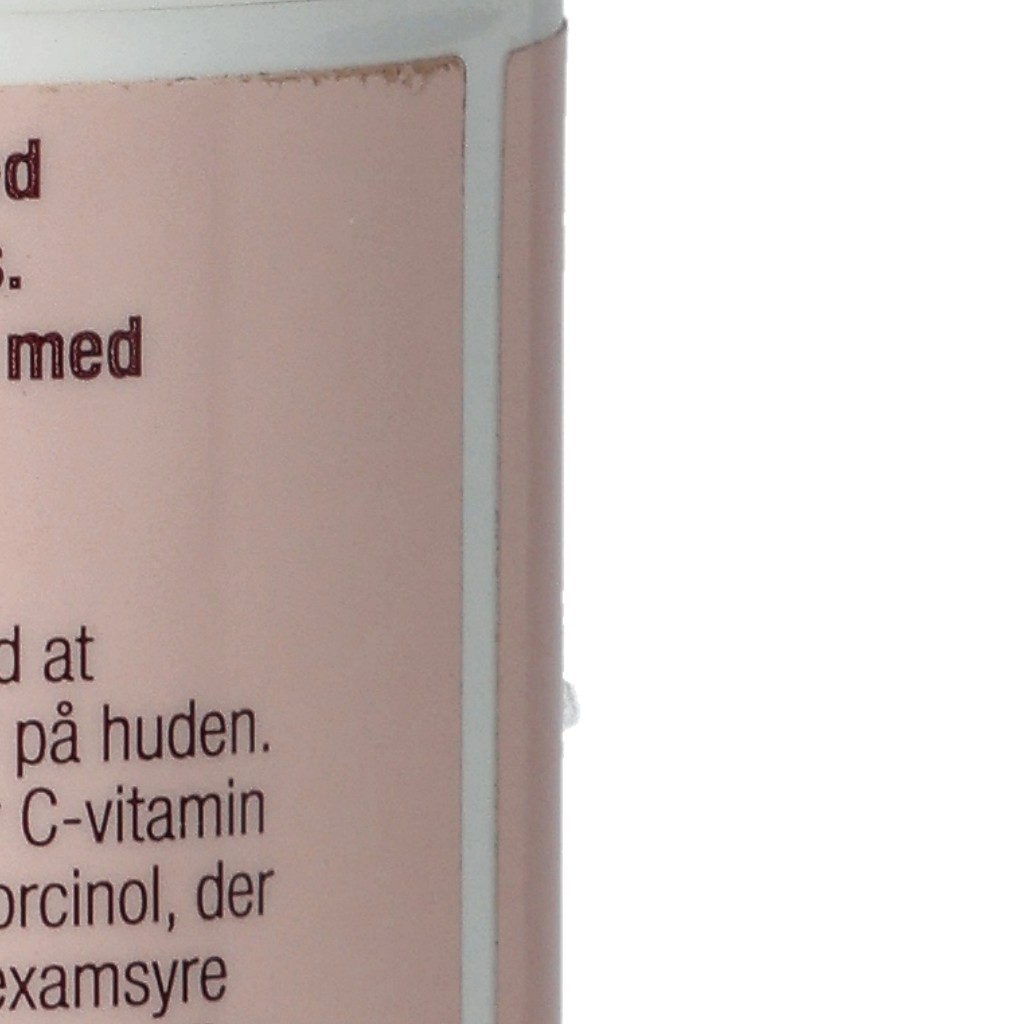 med
d at
på huden.
C-vitamin
orcinol, der
examsyre